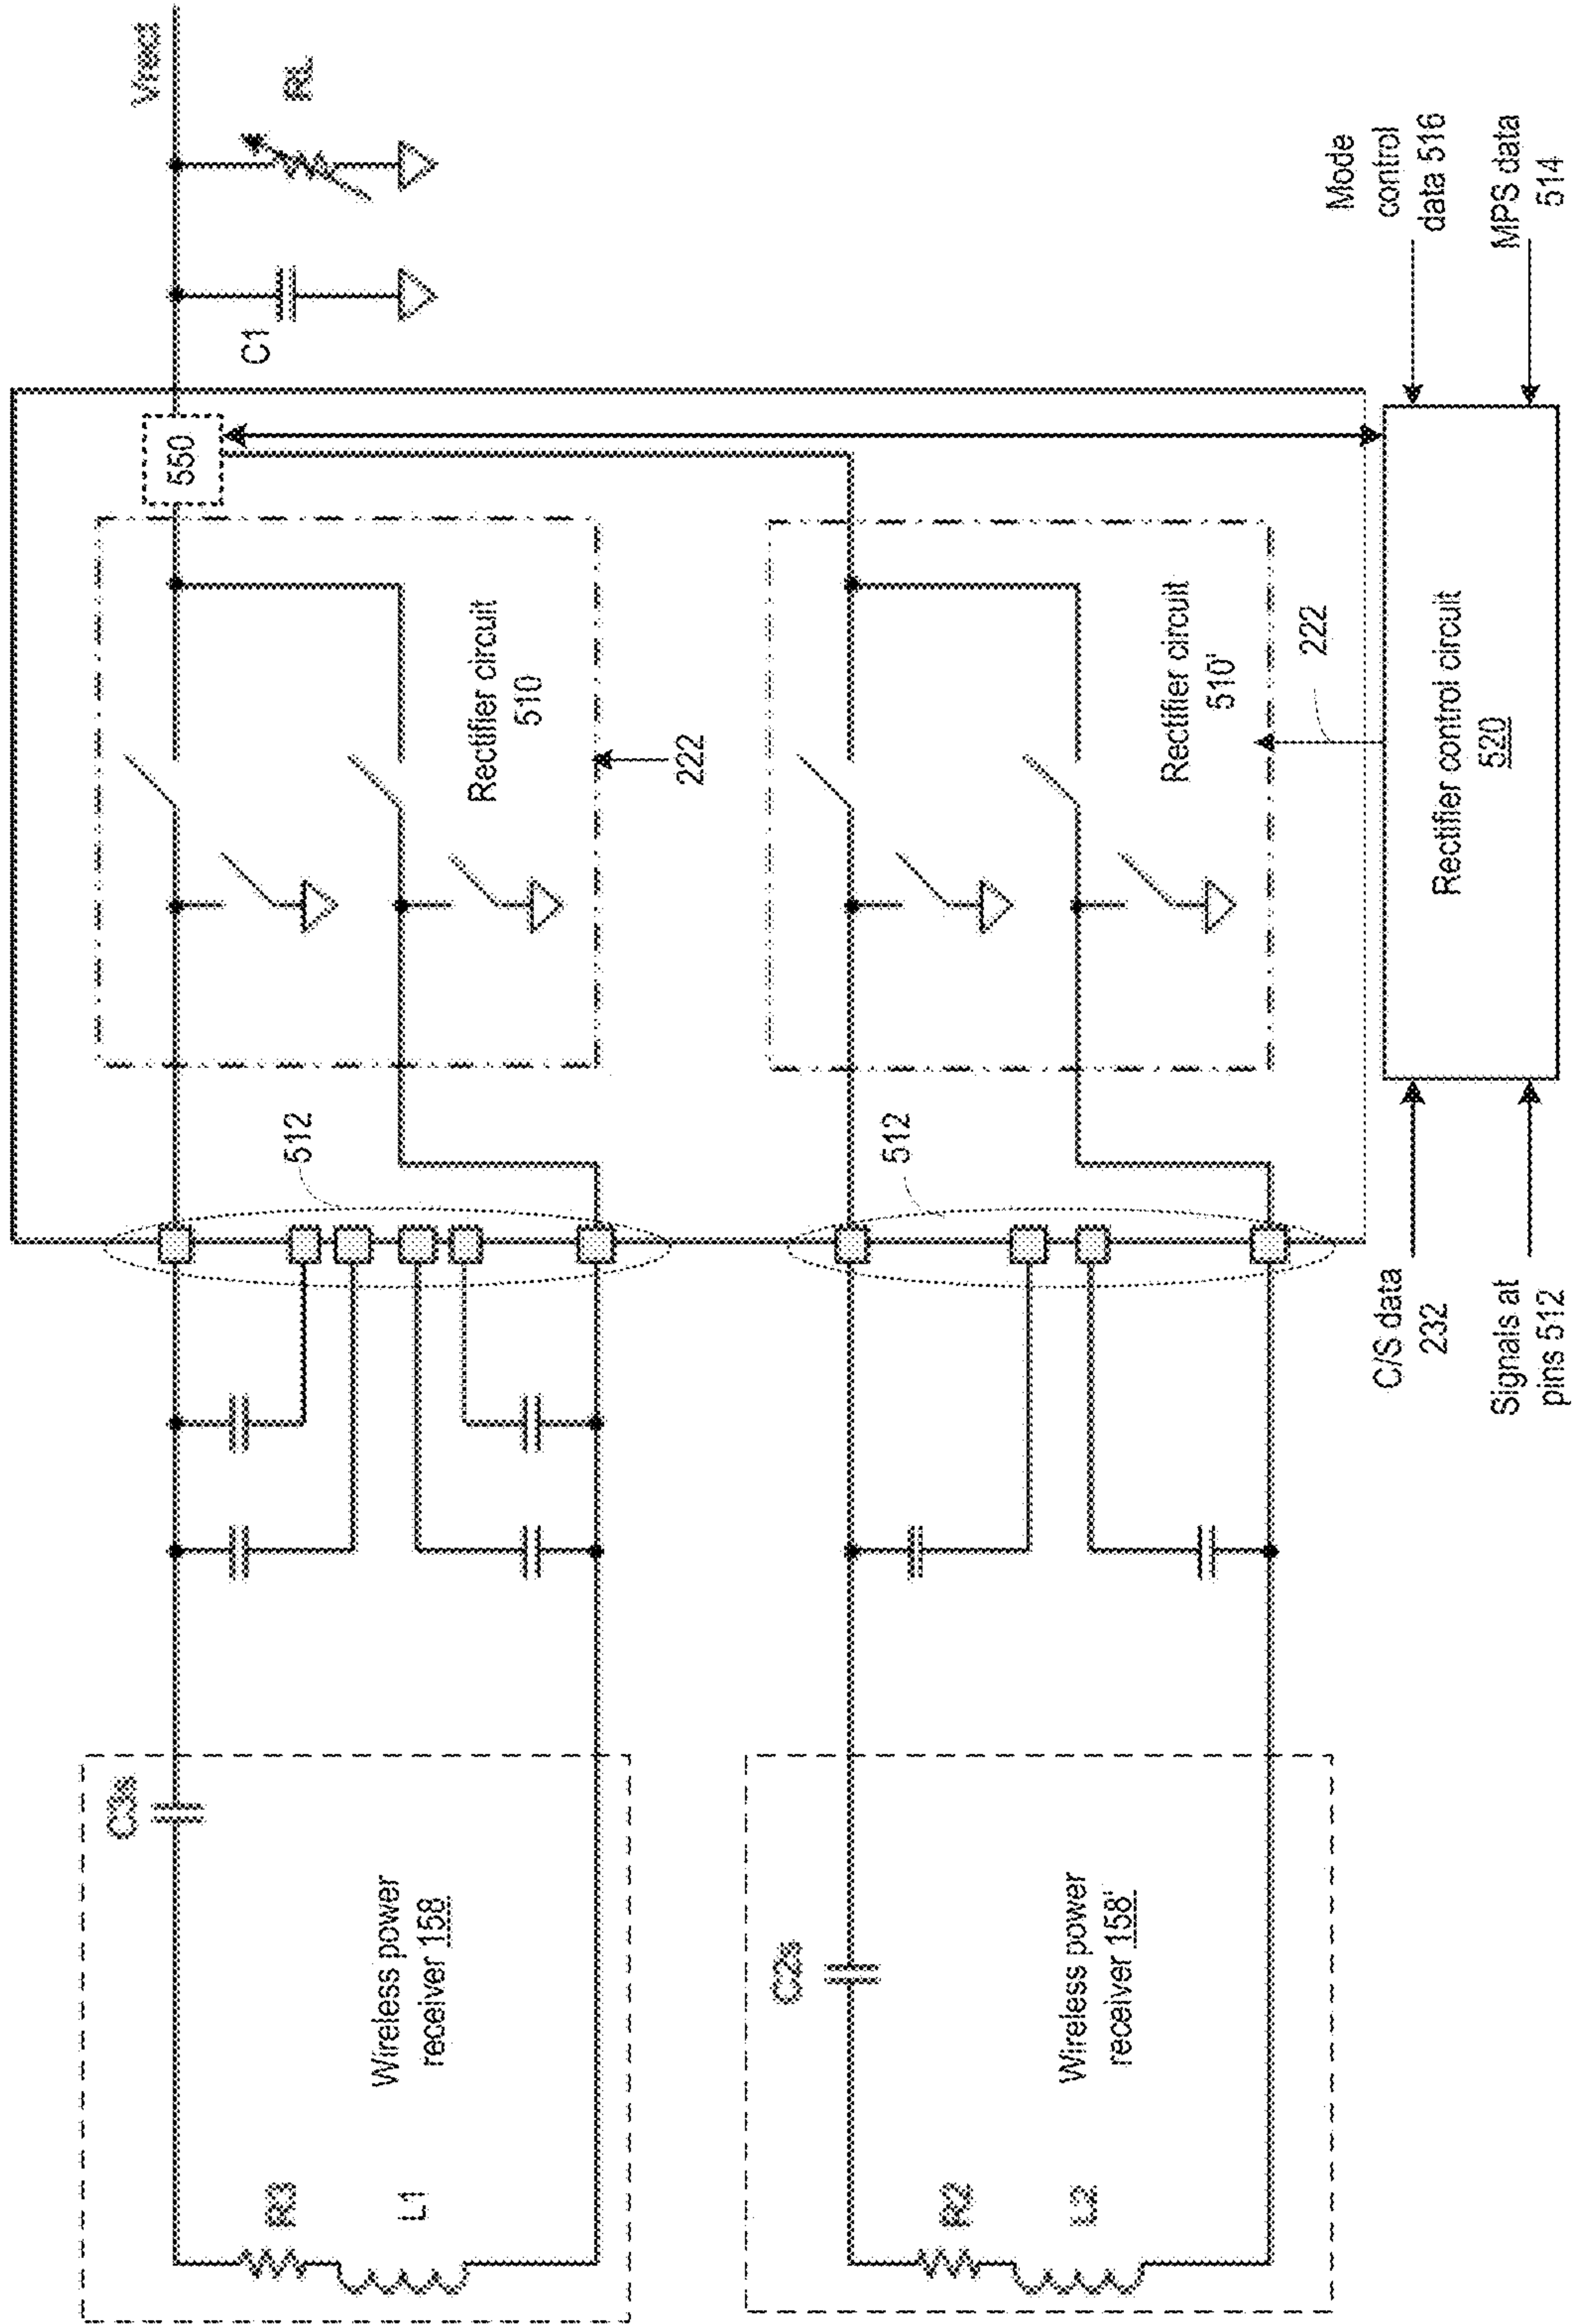 Wireless power
receiver 158
R3
L1
C3s
512
Rectifier circuit
510
222
550
C1
RL
Vrect
Wireless power
receiver 158'
R2
L2
C2s
512
Rectifier circuit
510'
222
Rectifier control circuit
520
C/S data
232
Signals at
pins 512
Mode
control
data 516
MPS data
514